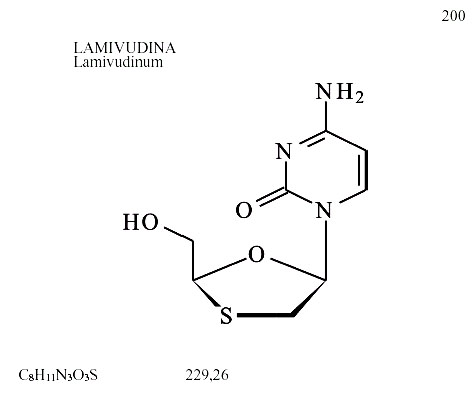 200
LAMIVUDINA
Lamivudinum
NH₂
N
O
N
HO
O
S
C₈H₁₁N₃O₃S
229,26